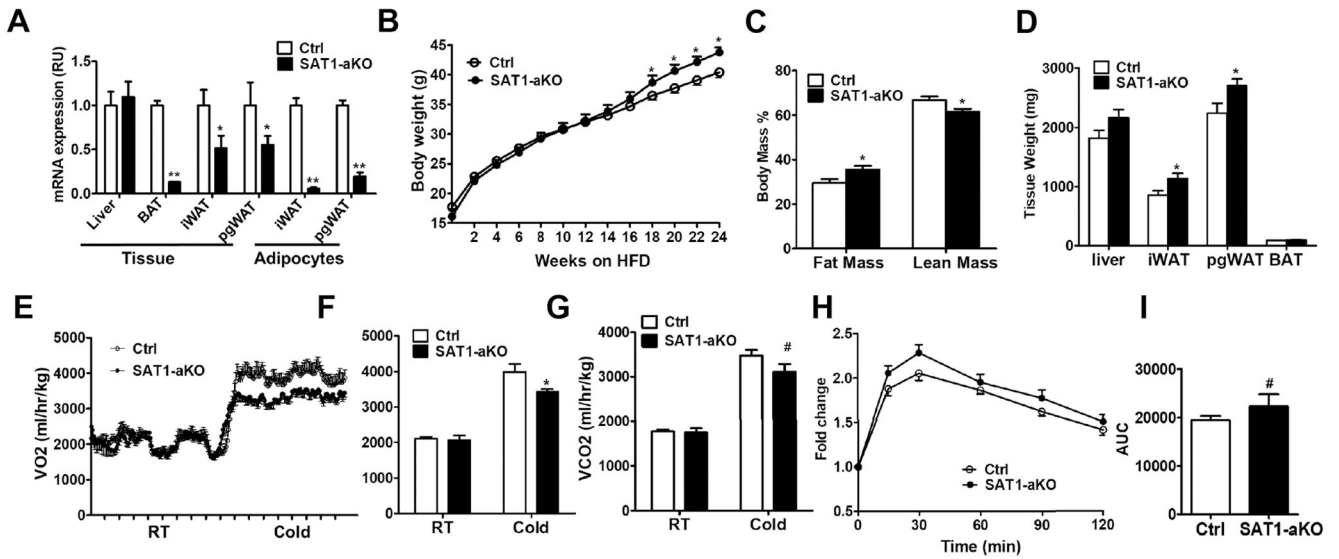 A
mRNA expression (RU)
1.5
1.0
0.5
0.0
Ctrl
SAT1-aKO
**
*
*
**
**
Liver
BAT
iWAT
pgWAT
iWAT
pgWAT
Tissue
Adipocytes
B
Body weight (g)
45
40
35
30
25
20
15
Ctrl
SAT1-aKO
* * * *
2 4 6 8 10 12 14 16 18 20 22 24
Weeks on HFD
C
Body Mass %
80
60
40
20
0
Ctrl
SAT1-aKO
*
*
Fat Mass
Lean Mass
D
Tissue Weight (mg)
3000
2000
1000
0
Ctrl
SAT1-aKO
*
*
liver iWAT pgWAT BAT
E
VO2 (ml/hr/kg)
5000
4000
3000
2000
1000
0
Ctrl
SAT1-aKO
RT
Cold
F
5000
4000
3000
2000
1000
0
Ctrl
SAT1-aKO
*
RT
Cold
G
VCO2 (ml/hr/kg)
4000
3000
2000
1000
0
Ctrl
SAT1-aKO
#
RT
Cold
H
Fold change
2.5
2.0
1.5
1.0
0.5
Ctrl
SAT1-aKO
0 30 60 90 120
Time (min)
I
AUC
30000
20000
10000
0
#
Ctrl SAT1-aKO